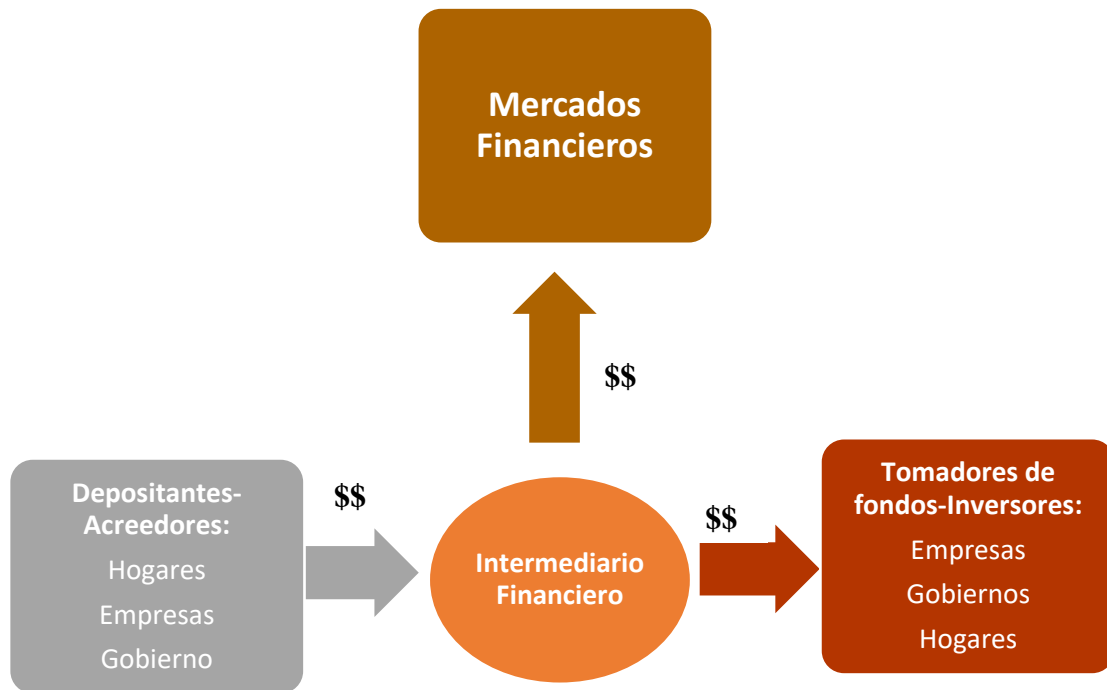 Mercados
Financieros
$$
Depositantes-
Acreedores:
Hogares
Empresas
Gobierno
$$
Intermediario
Financiero
$$
Tomadores de
fondos-Inversores:
Empresas
Gobiernos
Hogares